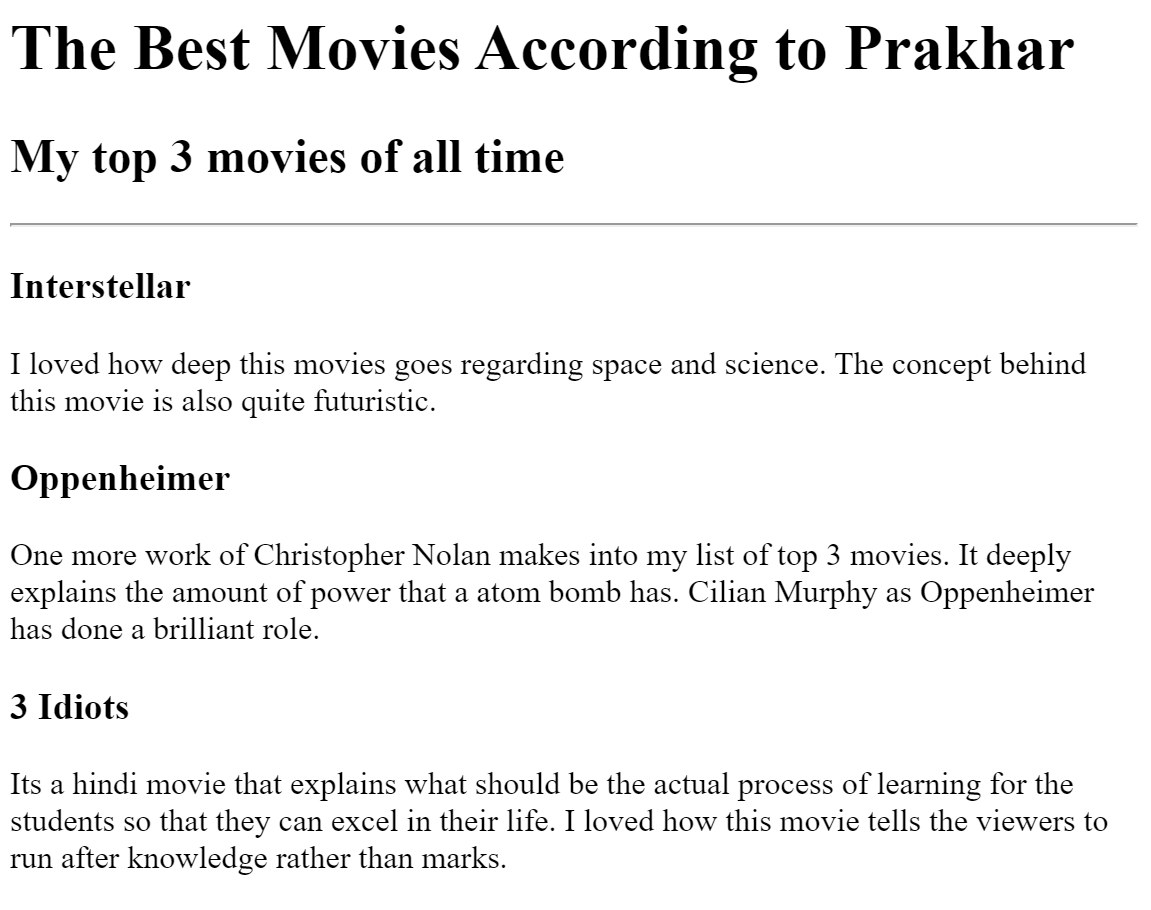 The Best Movies According to Prakhar
My top 3 movies of all time
Interstellar
I loved how deep this movies goes regarding space and science. The concept behind
this movie is also quite futuristic.
Oppenheimer
One more work of Christopher Nolan makes into my list of top 3 movies. It deeply
explains the amount of power that a atom bomb has. Cilian Murphy as Oppenheimer
has done a brilliant role.
3 Idiots
Its a hindi movie that explains what should be the actual process of learning for the
students so that they can excel in their life. I loved how this movie tells the viewers to
run after knowledge rather than marks.